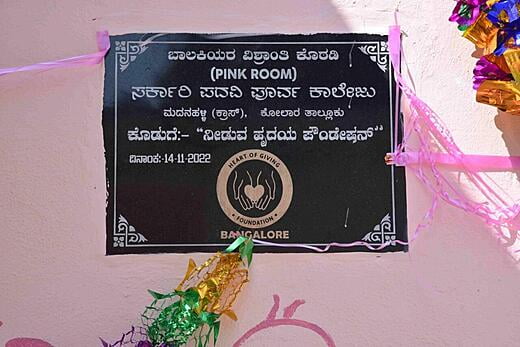 ಬಾಲಕಿಯರ ವಿಶ್ರಾಂತಿ ಕೊಠಡಿ
(PINK ROOM)
ಸರ್ಕಾರಿ ಪದವಿ ಪೂರ್ವ ಕಾಲೇಜು
ಮದನಹಳ್ಳಿ (ಕ್ರಾಸ್), ಕೋಲಾರ ತಾಲ್ಲೂಕು
ಕೊಡುಗೆ:- “ನೀಡುವ ಹೃದಯ ಫೌಂಡೇಷನ್”
ದಿನಾಂಕ:-14-11-2022
HEART OF GIVING
FOUNDATION
BANGALORE